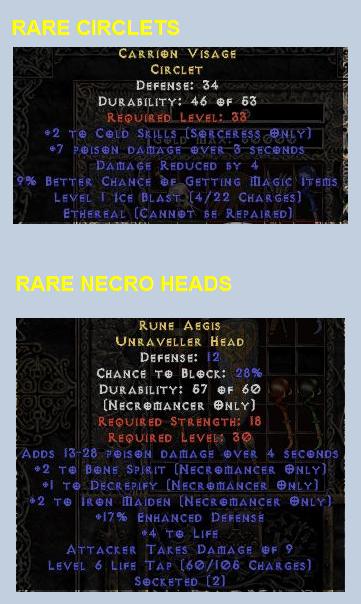 RARE CIRCLETS
Carrion Visage
Circlet
Defense: 34
Durability: 46 of 53
Required Level: 33
+2 to Cold Skills (Sorceress Only)
+7 poison damage over 3 seconds
Damage Reduced by 4
9% Better Chance of Getting Magic Items
Level 1 Ice Blast (4/22 Charges)
Ethereal (Cannot be Repaired)
RARE NECRO HEADS
Rune Aegis
Unraveller Head
Defense: 12
Chance to Block: 28%
Durability: 57 of 60
(Necromancer Only)
Required Strength: 18
Required Level: 30
Adds 13-28 poison damage over 4 seconds
+2 to Bone Spirit (Necromancer Only)
+1 to Decrepify (Necromancer Only)
+2 to Iron Maiden (Necromancer Only)
+17% Enhanced Defense
+4 to Life
Attacker Takes Damage of 9
Level 6 Life Tap (60/105 Charges)
Socketed (2)